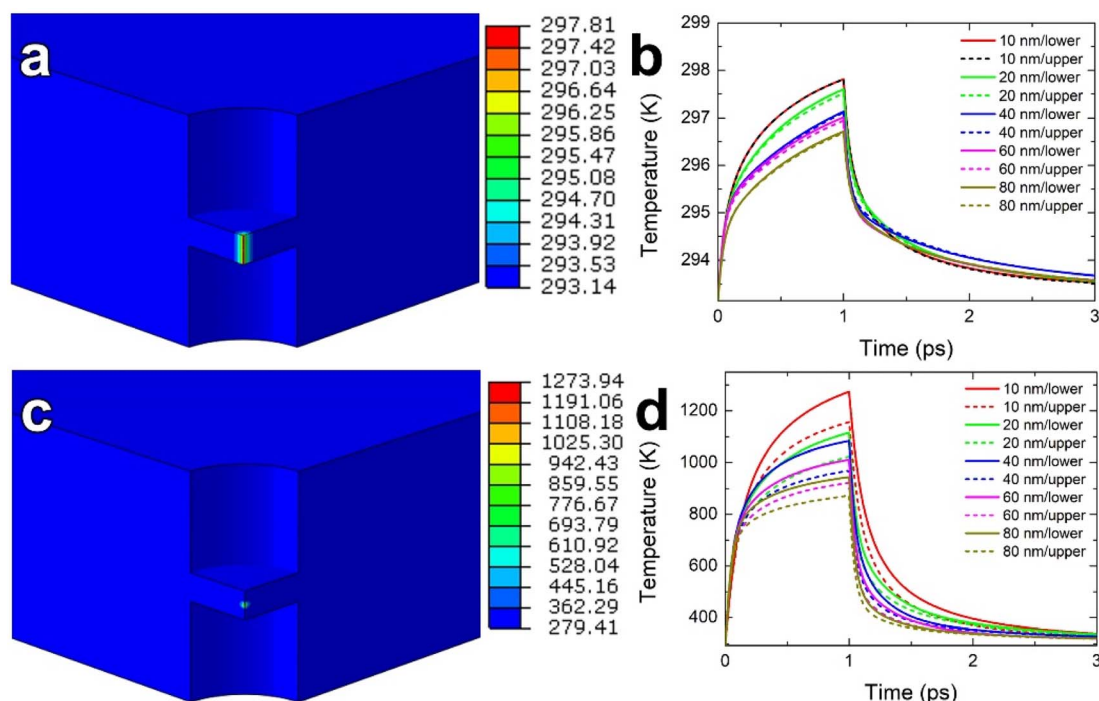 a
297.81
297.42
297.03
296.64
296.25
295.86
295.47
295.08
294.70
294.31
293.92
293.53
293.14
b
Temperature (K)
299
298
297
296
295
294
0
1
2
3
Time (ps)
10 nm/lower
10 nm/upper
20 nm/lower
20 nm/upper
40 nm/lower
40 nm/upper
60 nm/lower
60 nm/upper
80 nm/lower
80 nm/upper
c
1273.94
1191.06
1108.18
1025.30
942.43
859.55
776.67
693.79
610.92
528.04
445.16
362.29
279.41
d
Temperature (K)
1200
1000
800
600
400
0
1
2
3
Time (ps)
10 nm/lower
10 nm/upper
20 nm/lower
20 nm/upper
40 nm/lower
40 nm/upper
60 nm/lower
60 nm/upper
80 nm/lower
80 nm/upper